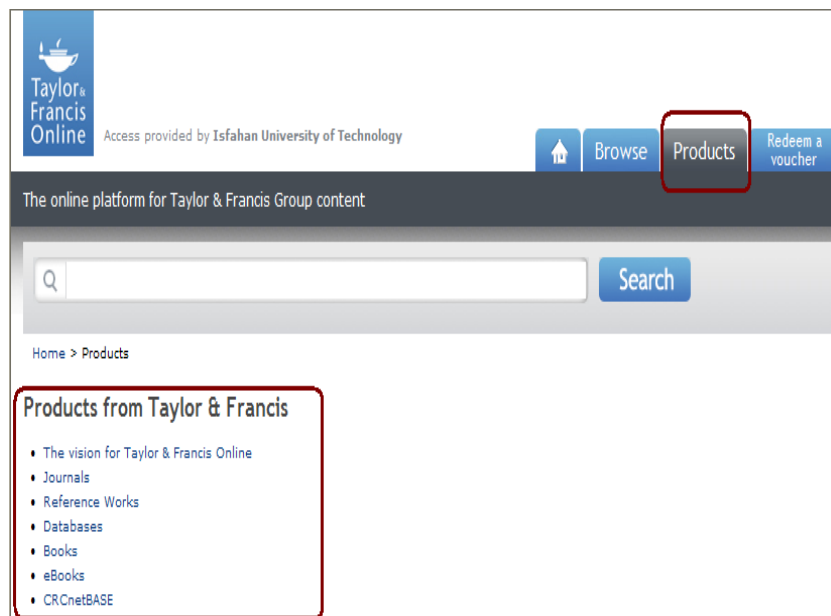 Taylor &
Francis
Online
Access provided by Isfahan University of Technology
Browse
Products
Redeem a
voucher
The online platform for Taylor & Francis Group content
Search
Home > Products
Products from Taylor & Francis
• The vision for Taylor & Francis Online
• Journals
• Reference Works
• Databases
• Books
• eBooks
• CRCnetBASE